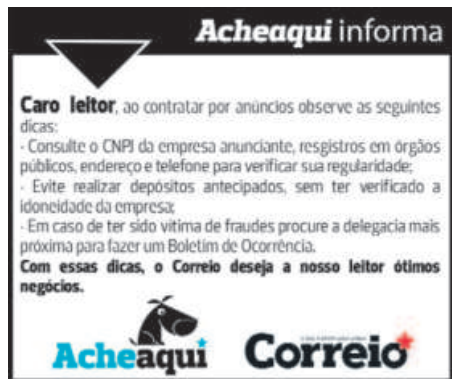 Acheaqui informa
Caro leitor, ao contratar por anúncios observe as seguintes
dicas:
- Consulte o CNPJ da empresa anunciante, resgistros em órgãos
públicos, endereço e telefone para verificar sua regularidade;
- Evite realizar depósitos antecipados, sem ter verificado a
idoneidade da empresa;
- Em caso de ter sido vítima de fraudes procure a delegacia mais
próxima para fazer um Boletim de Ocorrência.
Com essas dicas, o Correio deseja a nosso leitor ótimos
negócios.
Acheaqui
Correio